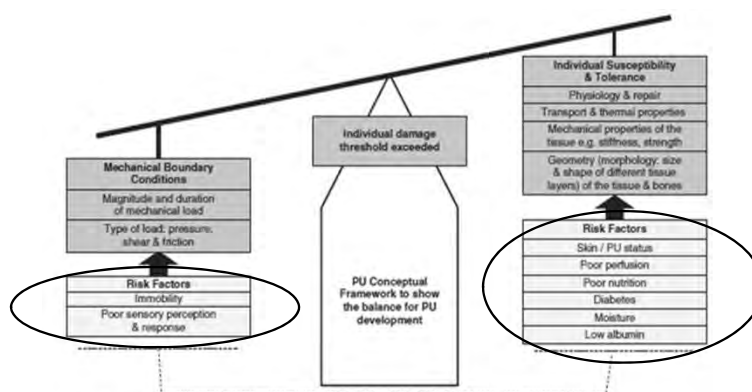 Mechanical Boundary
Conditions
Magnitude and duration
of mechanical load
Type of load: pressure,
shear & friction
Risk Factors
Immobility
Poor sensory perception
& response
Individual damage
threshold exceeded
PU Conceptual
Framework to show
the balance for PU
development
Individual Susceptibility
& Tolerance
Physiology & repair
Transport & thermal properties
Mechanical properties of the
tissue e.g. stiffness, strength
Geometry (morphology: size
& shape of different tissue
layers) of the tissue & bones
Risk Factors
Skin / PU status
Poor perfusion
Poor nutrition
Diabetes
Moisture
Low albumin